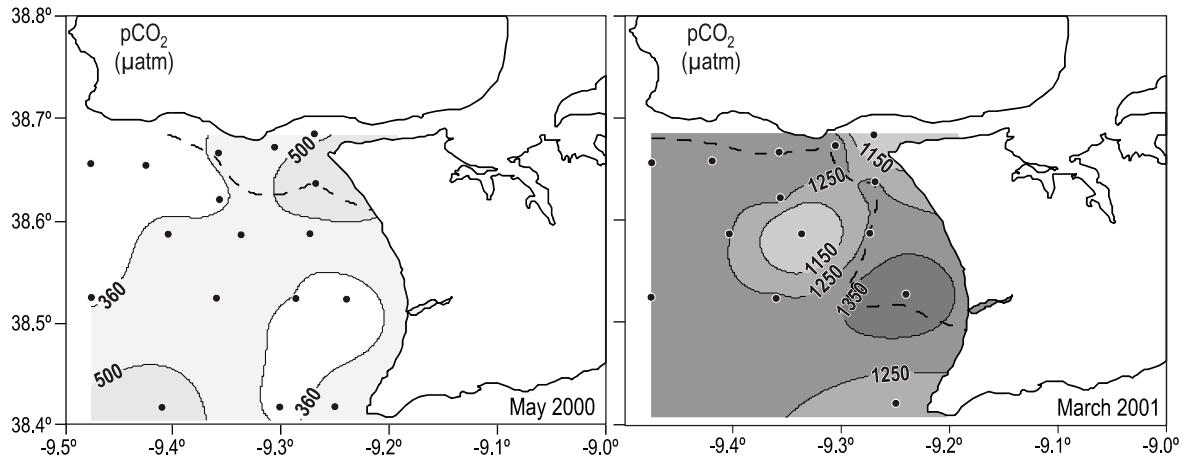 38.8º
38.7º
38.6º
38.5º
38.4º
pCO₂
(µatm)
500
360
500
360
May 2000
-9.5º -9.4º -9.3º -9.2º -9.1º -9.0º
pCO₂
(µatm)
1150
1250
1150
1250
1350
1250
March 2001
-9.4º -9.3º -9.2º -9.1º -9.0º